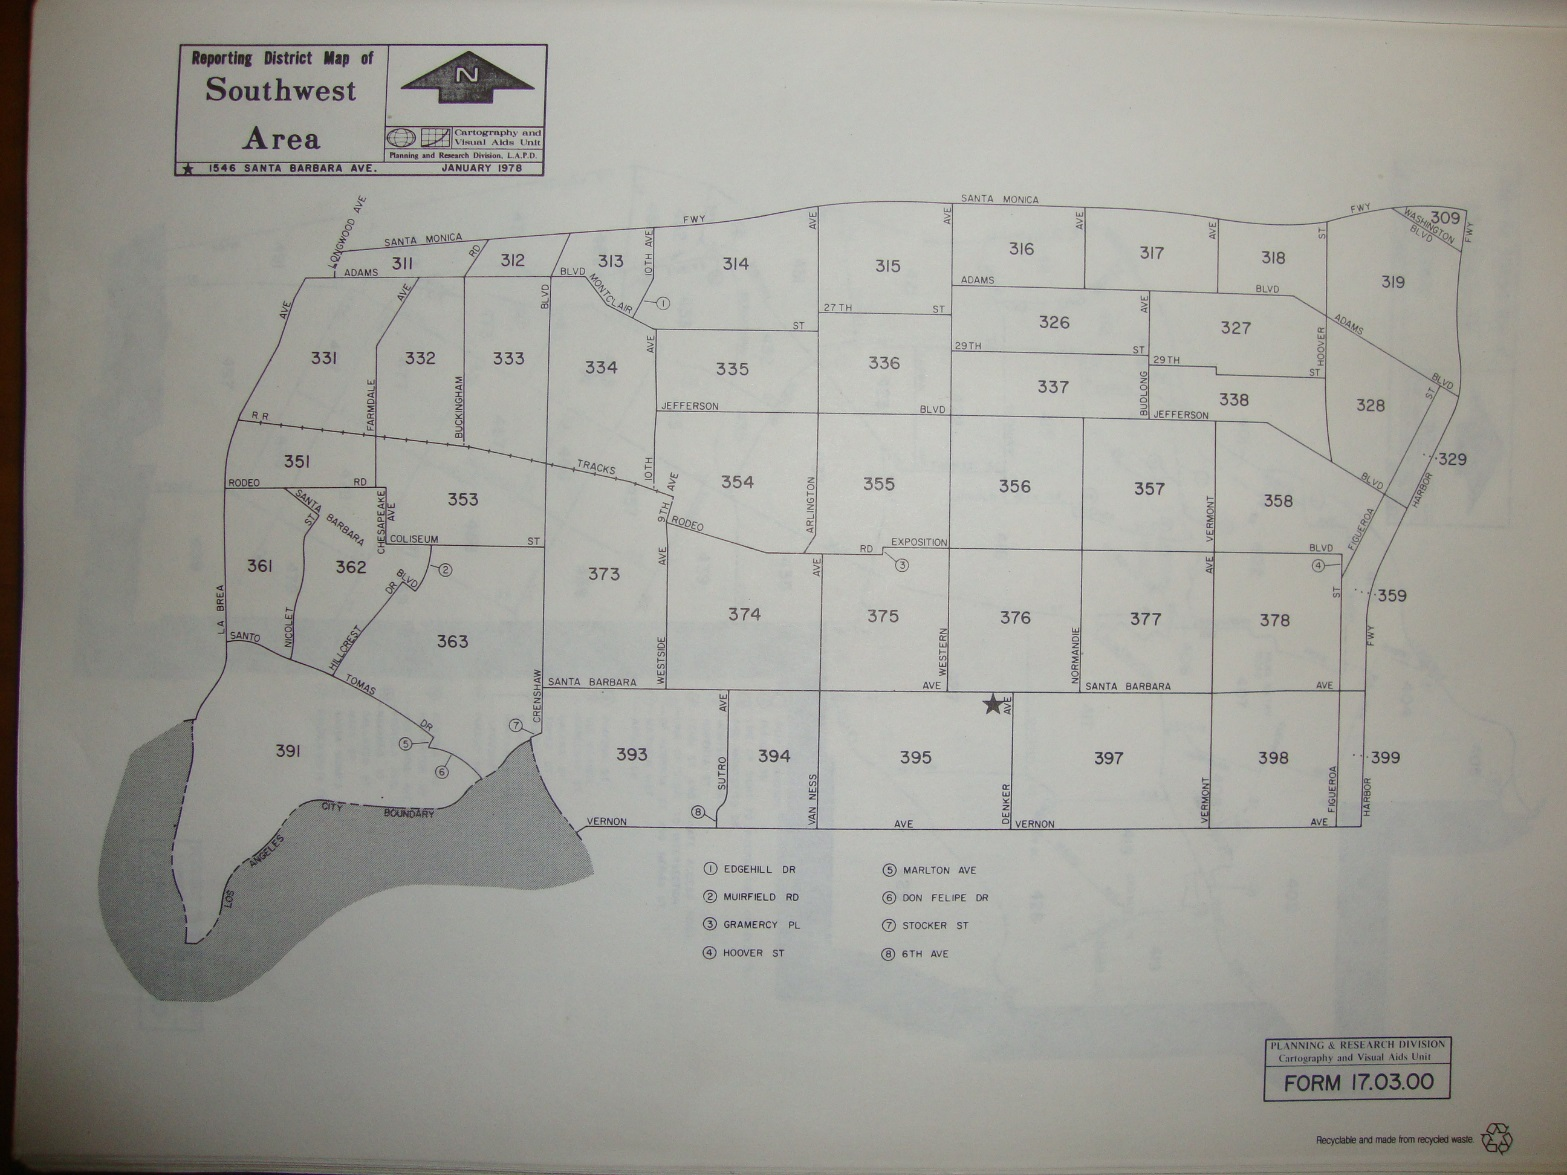 Reporting District Map of
Southwest
Area
N
Cartography and
Visual Aids Unit
Planning and Research Division, L.A.P.D.
★ 1546 SANTA BARBARA AVE. JANUARY 1978
LONGWOOD AVE
SANTA MONICA
FWY
SANTA MONICA
FWY
WASHINGTON
BLVD
309
FWY
311
RD
312
313
10TH AVE
314
AVE
315
AVE
316
AVE
317
AVE
318
ST
319
ADAMS
BLVD
MONTCLAIR
①
ADAMS
BLVD
ADAMS
BLVD
27TH
ST
AVE
331
AVE
332
333
BLVD
334
ST
AVE
335
336
326
AVE
327
HOOVER
29TH
ST
29TH
ST
337
BUDLONG
338
328
ST
FARMDALE
BUCKINGHAM
JEFFERSON
BLVD
JEFFERSON
BLVD
R.R.
TRACKS
10TH
351
RODEO
RD
SANTA
BARBARA
ST
CHESAPEAKE
AVE
353
9TH AVE
RODEO
354
ARLINGTON
355
356
357
VERMONT
358
329
HARBOR
FIGUEROA
COLISEUM
ST
RD
EXPOSITION
BLVD
②
③
④
361
362
DR
BLVD
373
AVE
AVE
AVE
ST
359
LA BREA
NICOLET
HILLCREST
363
374
375
WESTERN
376
NORMANDIE
377
378
FWY
SANTO
TOMAS
DR
WESTSIDE
CRENSHAW
SANTA BARBARA
AVE
SANTA BARBARA
AVE
391
⑤
⑥
⑦
393
AVE
SUTRO
394
VAN NESS
395
AVE
DENKER
397
VERMONT
398
FIGUEROA
399
HARBOR
⑧
LOS
ANGELES
CITY
BOUNDARY
VERNON
AVE
VERNON
AVE
① EDGEHILL DR
② MUIRFIELD RD
③ GRAMERCY PL
④ HOOVER ST
⑤ MARLTON AVE
⑥ DON FELIPE DR
⑦ STOCKER ST
⑧ 6TH AVE
PLANNING & RESEARCH DIVISION
Cartography and Visual Aids Unit
FORM 17.03.00
Recyclable and made from recycled waste.